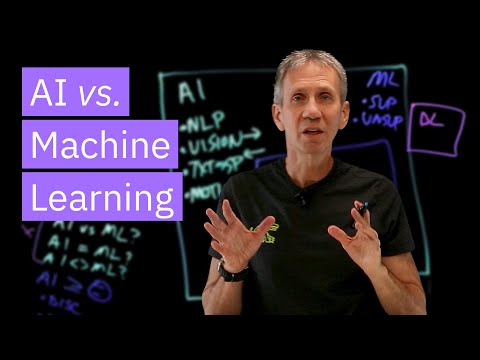 AI vs.
Machine
Learning
AI
• NLP
• VISION →
• TXT→SP
• MOTI
ML
• SUP
• UNSUP
DL
AI vs ML?
AI = ML?
AI <> ML?
AI ≥
• DISC